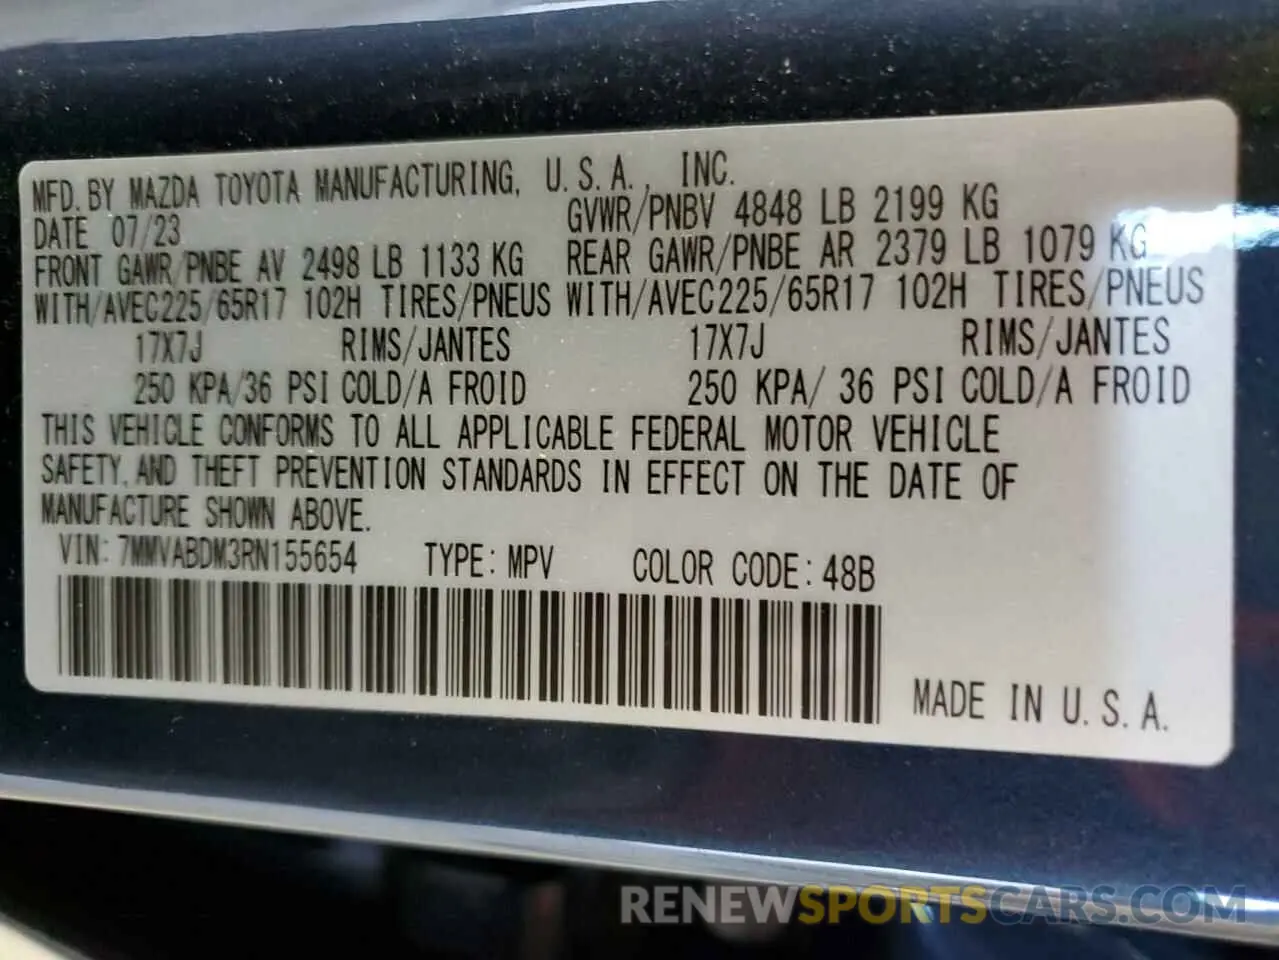 MFD. BY MAZDA TOYOTA MANUFACTURING, U.S.A., INC.
DATE 07/23 GVWR/PNBV 4848 LB 2199 KG
FRONT GAWR/PNBE AV 2498 LB 1133 KG REAR GAWR/PNBE AR 2379 LB 1079 KG
WITH/AVEC225/65R17 102H TIRES/PNEUS WITH/AVEC225/65R17 102H TIRES/PNEUS
17X7J RIMS/JANTES 17X7J RIMS/JANTES
250 KPA/36 PSI COLD/A FROID 250 KPA/ 36 PSI COLD/A FROID
THIS VEHICLE CONFORMS TO ALL APPLICABLE FEDERAL MOTOR VEHICLE
SAFETY, AND THEFT PREVENTION STANDARDS IN EFFECT ON THE DATE OF
MANUFACTURE SHOWN ABOVE.
VIN: 7MMVABDM3RN155654 TYPE: MPV COLOR CODE: 48B
MADE IN U.S.A.
RENEWSPORTSCARS.COM